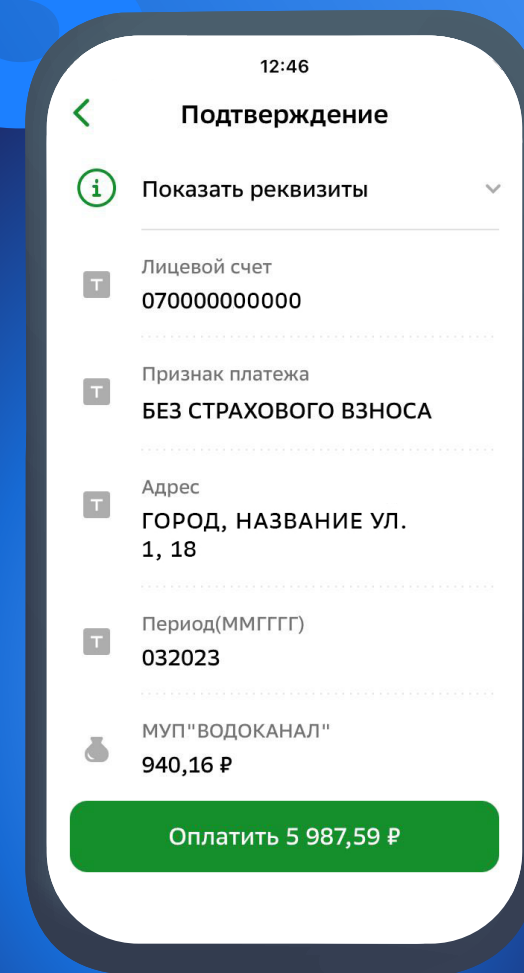 12:46
Подтверждение
i
Показать реквизиты
Лицевой счет
T
070000000000
Признак платежа
T
БЕЗ СТРАХОВОГО ВЗНОСА
Адрес
T
ГОРОД, НАЗВАНИЕ УЛ.
1, 18
Период(ММГГГГ)
T
032023
МУП"ВОДОКАНАЛ"
940,16 ₽
Оплатить 5 987,59 ₽